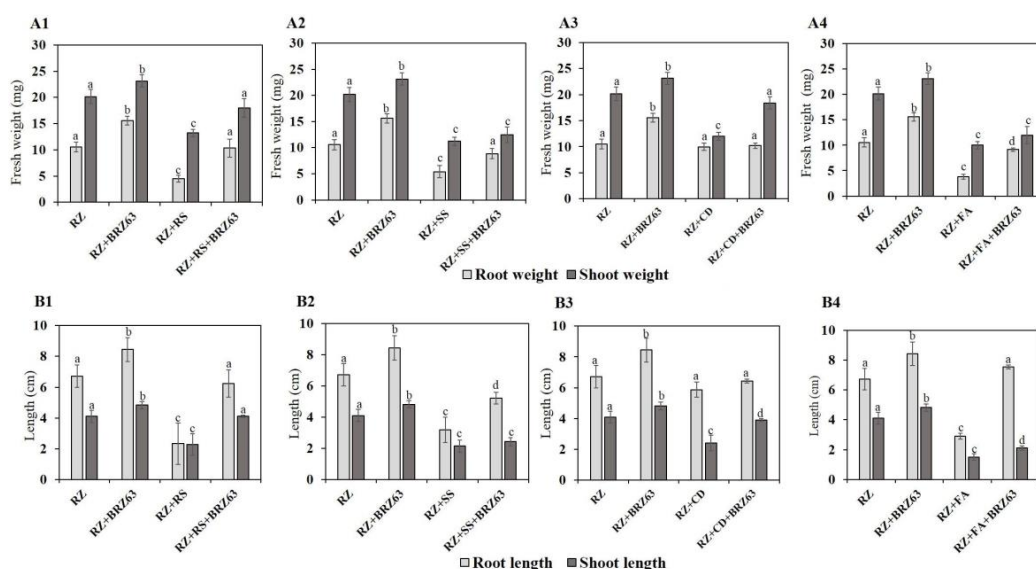 A1
Fresh weight (mg)
30
25
20
15
10
5
0
a a b b c c a a
RZ
RZ+BRZ63
RZ+RS
RZ+RS+BRZ63
A2
Fresh weight (mg)
30
25
20
15
10
5
0
a a b b c c a c
RZ
RZ+BRZ63
RZ+SS
RZ+SS+BRZ63
A3
Fresh weight (mg)
30
25
20
15
10
5
0
a a b b a c a a
RZ
RZ+BRZ63
RZ+CD
RZ+CD+BRZ63
A4
Fresh weight (mg)
30
25
20
15
10
5
0
a a b b c c d c
RZ
RZ+BRZ63
RZ+FA
RZ+FA+BRZ63
Root weight Shoot weight
B1
Length (cm)
10
8
6
4
2
0
a a b b c c a a
RZ
RZ+BRZ63
RZ+RS
RZ+RS+BRZ63
B2
Length (cm)
10
8
6
4
2
0
a a b b c c d c
RZ
RZ+BRZ63
RZ+SS
RZ+SS+BRZ63
B3
Length (cm)
10
8
6
4
2
0
a a b b a c a d
RZ
RZ+BRZ63
RZ+CD
RZ+CD+BRZ63
B4
Length (cm)
10
8
6
4
2
0
a a b b c c d d
RZ
RZ+BRZ63
RZ+FA
RZ+FA+BRZ63
Root length Shoot length